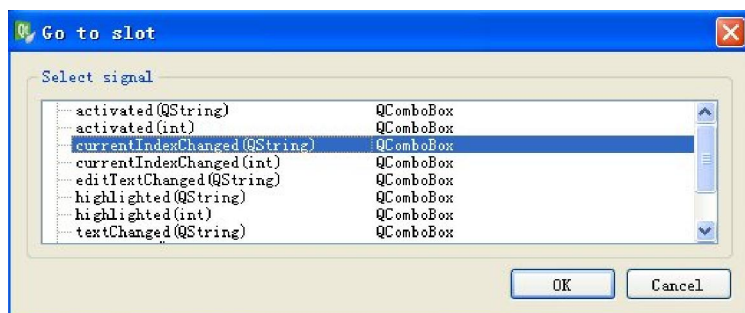 Go to slot
Select signal
activated(QString) QComboBox
activated(int) QComboBox
currentIndexChanged(QString) QComboBox
currentIndexChanged(int) QComboBox
editTextChanged(QString) QComboBox
highlighted(QString) QComboBox
highlighted(int) QComboBox
textChanged(QString) QComboBox
OK Cancel